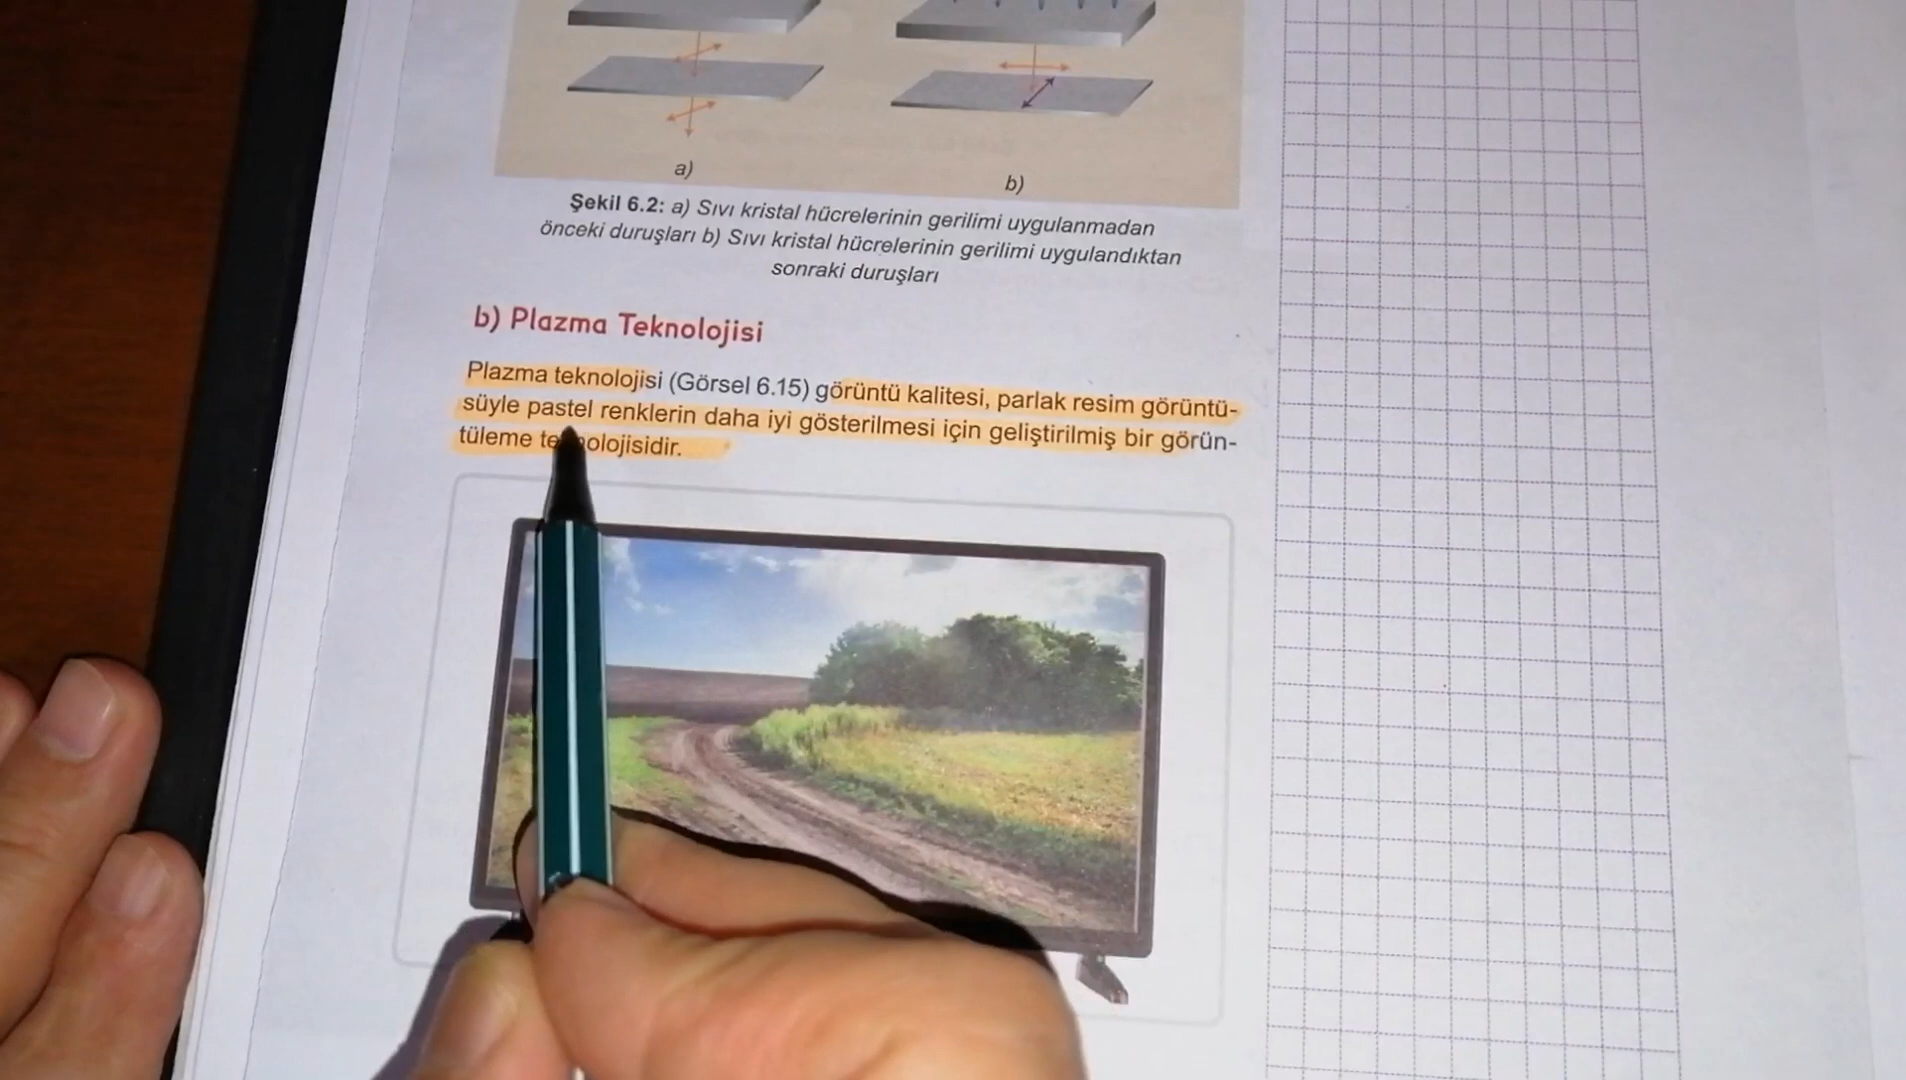 a)
b)
Şekil 6.2: a) Sıvı kristal hücrelerinin gerilimi uygulanmadan
önceki duruşları b) Sıvı kristal hücrelerinin gerilimi uygulandıktan
sonraki duruşları
b) Plazma Teknolojisi
Plazma teknolojisi (Görsel 6.15) görüntü kalitesi, parlak resim görüntü-
süyle pastel renklerin daha iyi gösterilmesi için geliştirilmiş bir görün-
tüleme teknolojisidir.